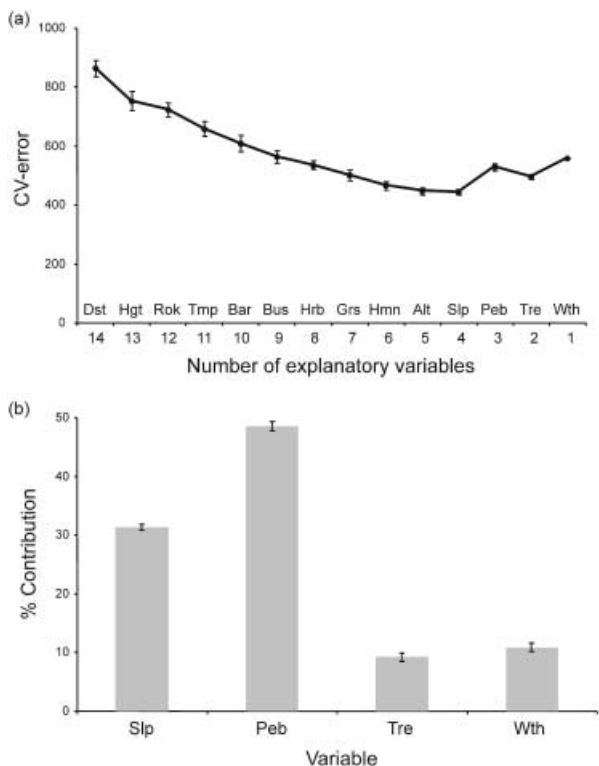 (a)
1000
800
600
400
200
0
CV-error
Dst Hgt Rok Tmp Bar Bus Hrb Grs Hmn Alt Slp Peb Tre Wth
14 13 12 11 10 9 8 7 6 5 4 3 2 1
Number of explanatory variables
(b)
50
40
30
20
10
0
% Contribution
Slp Peb Tre Wth
Variable